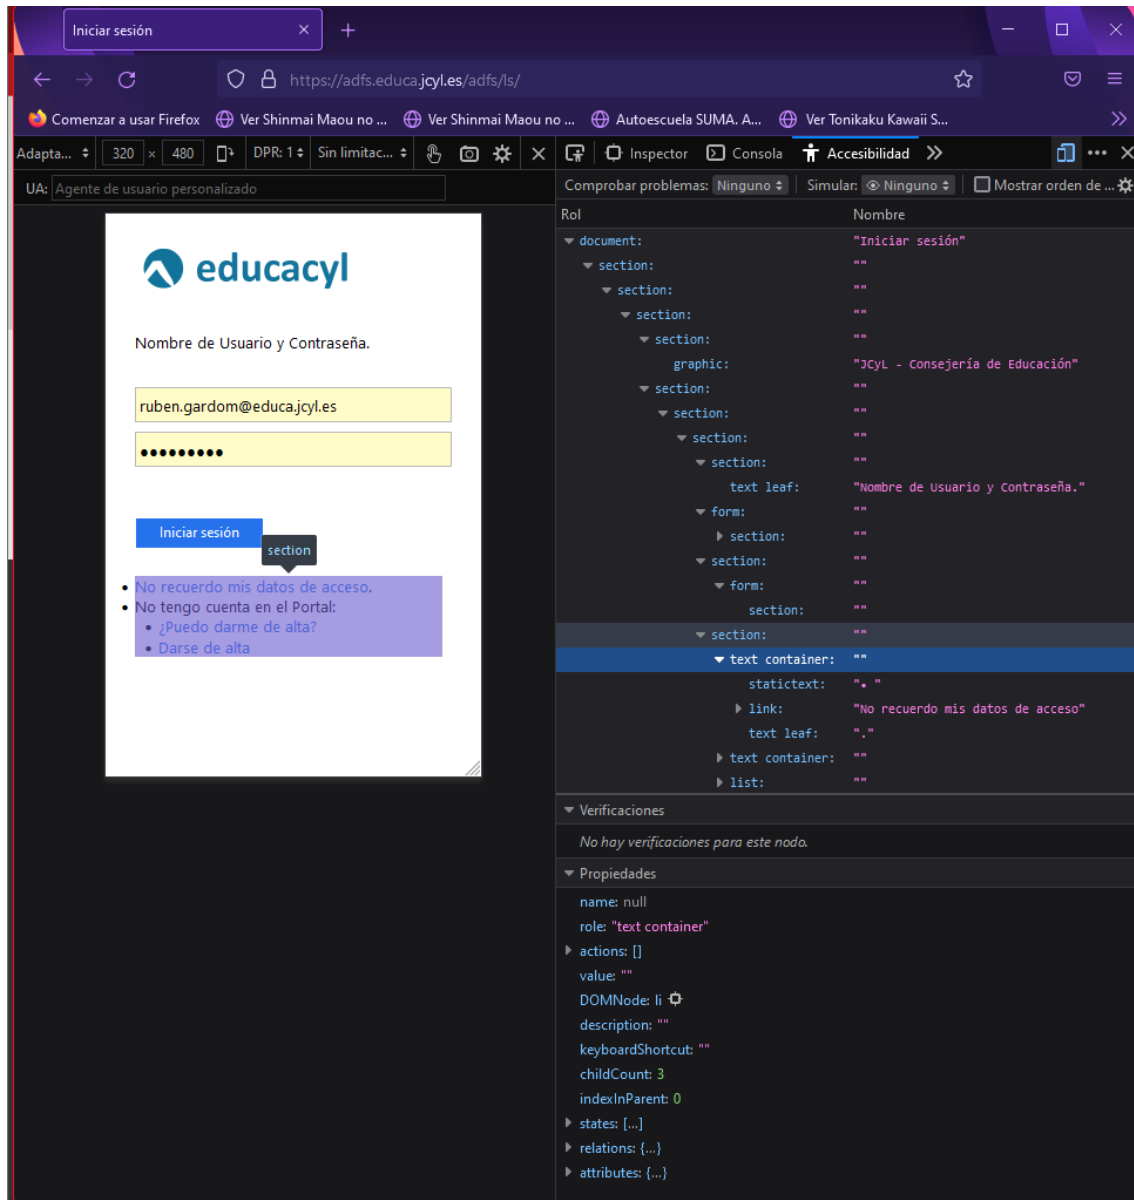 Iniciar sesión
https://adfs.educa.jcyl.es/adfs/ls/
Comenzar a usar Firefox Ver Shinmai Maou no ... Ver Shinmai Maou no ... Autoescuela SUMA. A... Ver Tonikaku Kawaii S...
Adapta... 320 × 480 DPR: 1 Sin limitac...
UA: Agente de usuario personalizado
educacyl
Nombre de Usuario y Contraseña.
ruben.gardom@educa.jcyl.es
•••••••••
Iniciar sesión
section
• No recuerdo mis datos de acceso.
• No tengo cuenta en el Portal:
• ¿Puedo darme de alta?
• Darse de alta
Inspector Consola Accesibilidad
Comprobar problemas: Ninguno Simular: Ninguno Mostrar orden de ...
Rol Nombre
document: "Iniciar sesión"
section: ""
section: ""
section: ""
section: ""
graphic: "JCyL - Consejería de Educación"
section: ""
section: ""
section: ""
section: ""
text leaf: "Nombre de Usuario y Contraseña."
form: ""
section: ""
section: ""
form: ""
section: ""
section: ""
text container: ""
statictext: "• "
link: "No recuerdo mis datos de acceso"
text leaf: "."
text container: ""
list: ""
Verificaciones
No hay verificaciones para este nodo.
Propiedades
name: null
role: "text container"
actions: []
value: ""
DOMNode: li
description: ""
keyboardShortcut: ""
childCount: 3
indexInParent: 0
states: [...]
relations: {...}
attributes: {...}